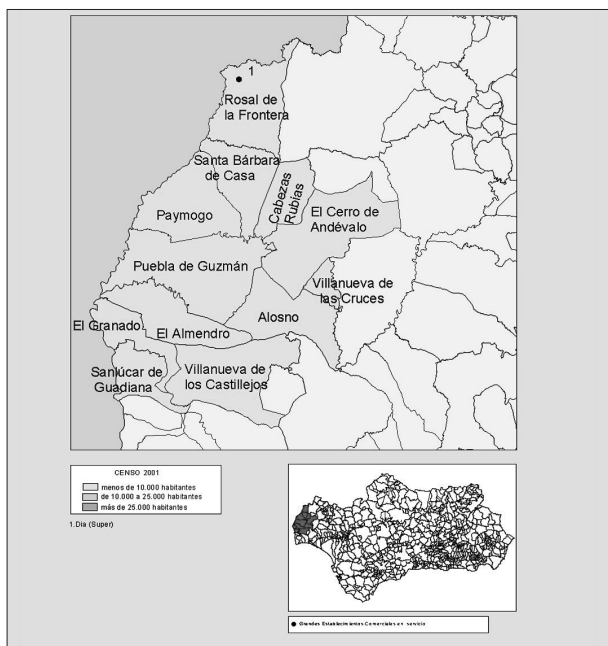 1
Rosal de
la Frontera
Santa Bárbara
de Casa
Cabezas
Rubias
El Cerro de
Andévalo
Paymogo
Puebla de Guzmán
Villanueva
de las Cruces
Alosno
El Granado
El Almendro
Sanlúcar de
Guadiana
Villanueva de
los Castillejos
CENSO 2001
menos de 10.000 habitantes
de 10.000 a 25.000 habitantes
más de 25.000 habitantes
1.Dia (Super)
Grandes Establecimientos Comerciales en servicio